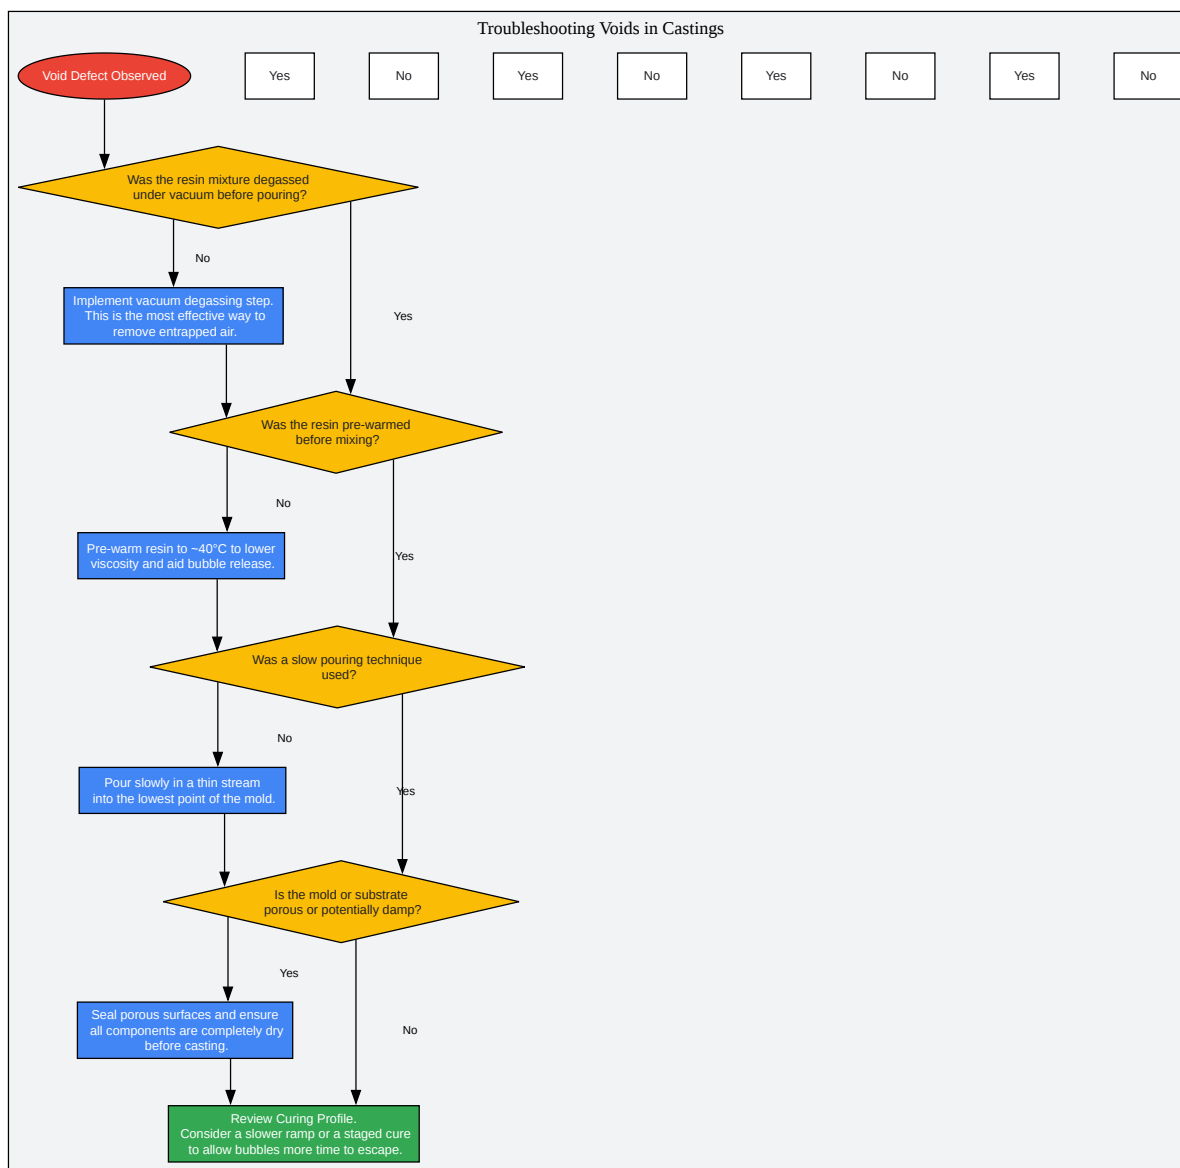 Troubleshooting Voids in Castings
Void Defect Observed
Yes
No
Yes
No
Yes
No
Yes
No
Was the resin mixture degassed
under vacuum before pouring?
No
Implement vacuum degassing step.
This is the most effective way to
remove entrapped air.
Yes
Was the resin pre-warmed
before mixing?
No
Pre-warm resin to ~40°C to lower
viscosity and aid bubble release.
Yes
Was a slow pouring technique
used?
No
Pour slowly in a thin stream
into the lowest point of the mold.
Yes
Is the mold or substrate
porous or potentially damp?
Yes
Seal porous surfaces and ensure
all components are completely dry
before casting.
No
Review Curing Profile.
Consider a slower ramp or a staged cure
to allow bubbles more time to escape.